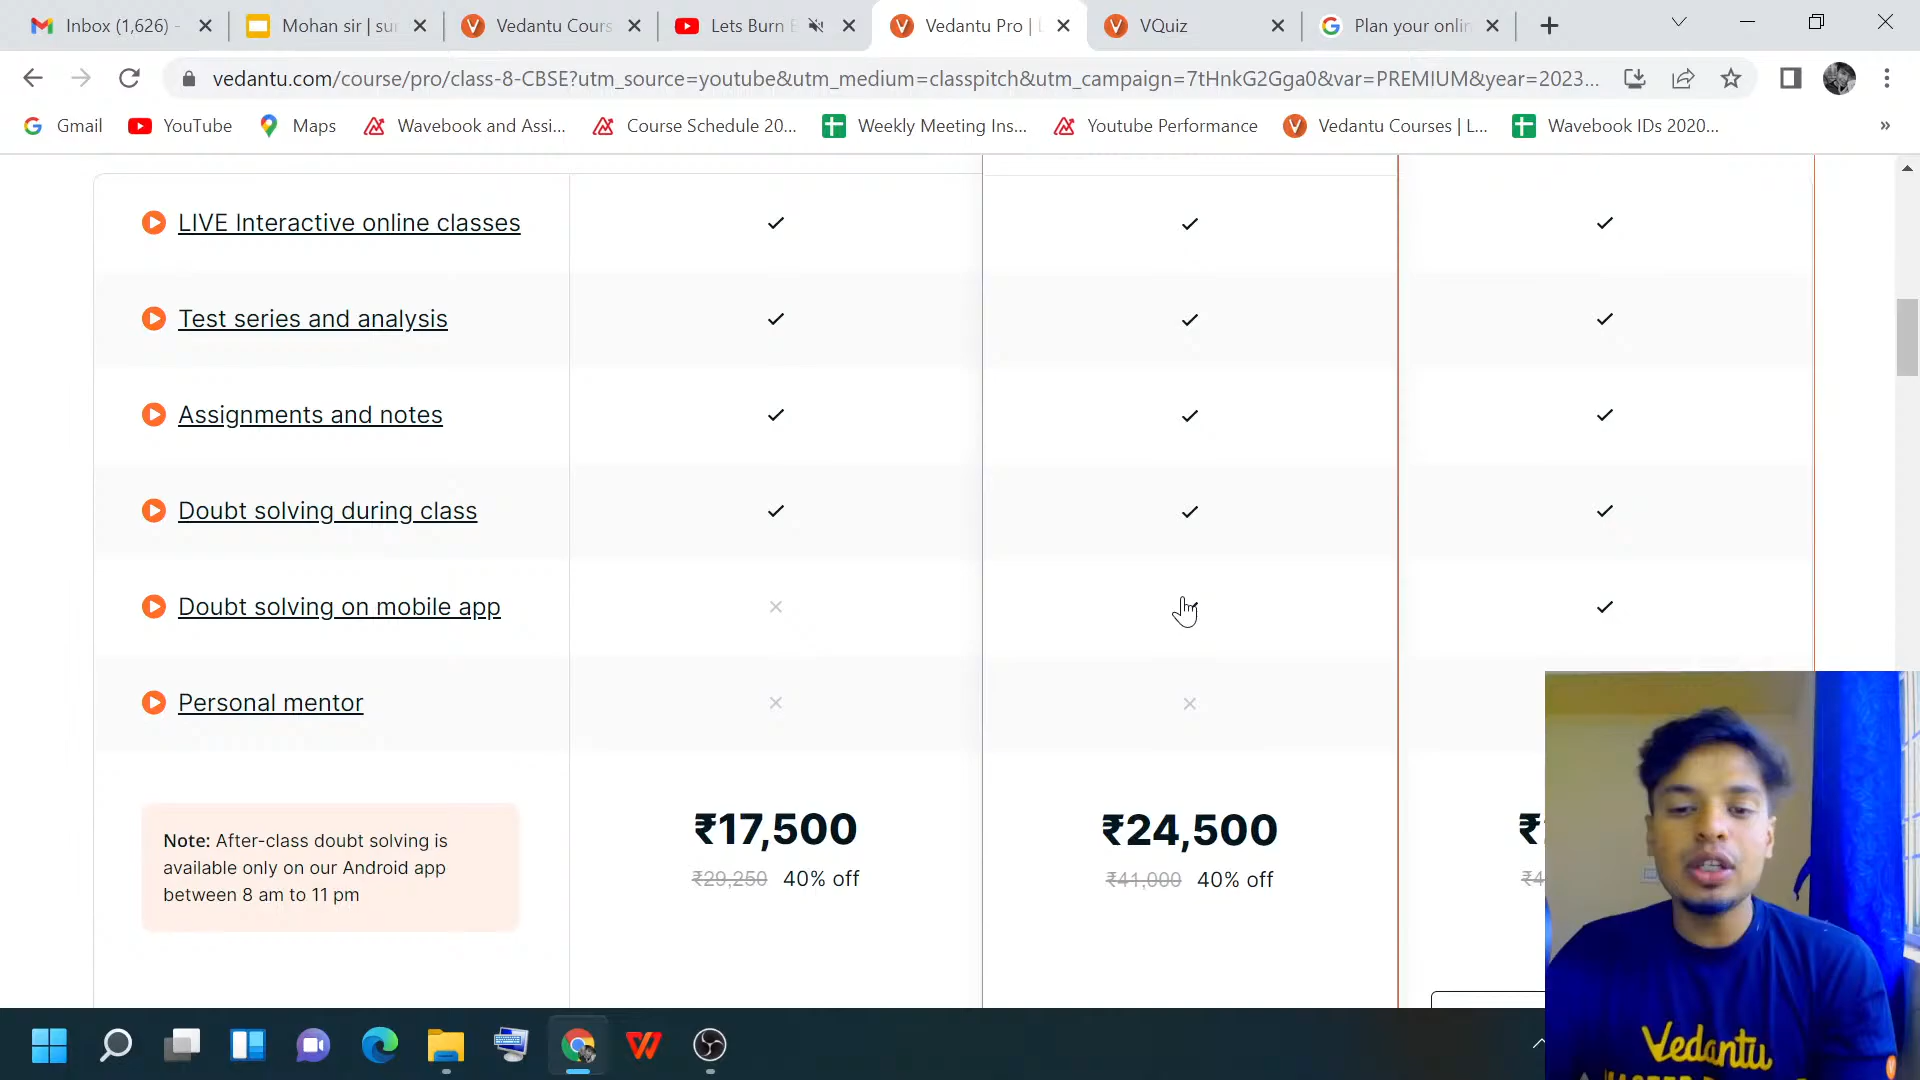 Inbox (1,626) -
Mohan sir | su
Vedantu Cours
Lets Burn
Vedantu Pro |
VQuiz
Plan your onlin
vedantu.com/course/pro/class-8-CBSE?utm_source=youtube&utm_medium=classpitch&utm_campaign=7tHnkG2Gga0&var=PREMIUM&year=2023...
Gmail
YouTube
Maps
Wavebook and Assi...
Course Schedule 20...
Weekly Meeting Ins...
Youtube Performance
Vedantu Courses | L...
Wavebook IDs 2020...
LIVE Interactive online classes
Test series and analysis
Assignments and notes
Doubt solving during class
Doubt solving on mobile app
Personal mentor
Note: After-class doubt solving is
available only on our Android app
between 8 am to 11 pm
₹17,500
₹29,250 40% off
₹24,500
₹41,000 40% off
₹4
Vedantu